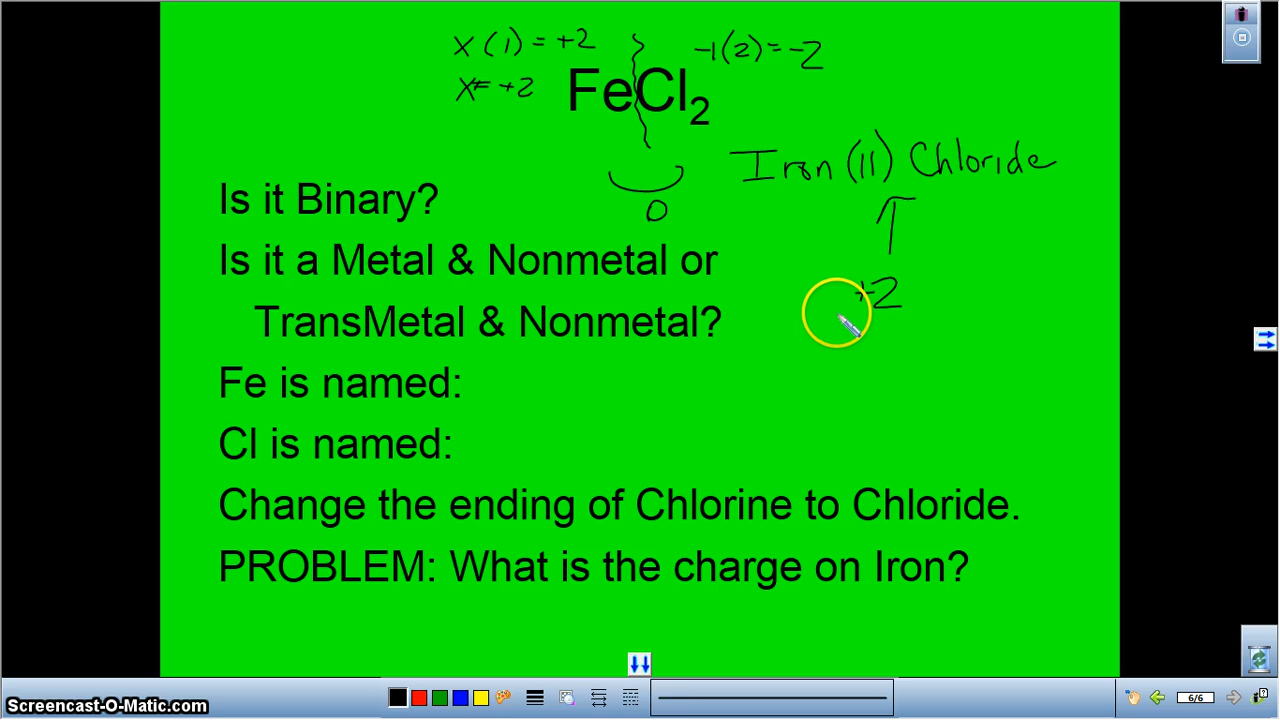 x(1) = +2
-1(2) = -2
x = +2
FeCl₂
Iron (II) Chloride
0
+2
Is it Binary?
Is it a Metal & Nonmetal or
TransMetal & Nonmetal?
Fe is named:
Cl is named:
Change the ending of Chlorine to Chloride.
PROBLEM: What is the charge on Iron?
6/6
Screencast-O-Matic.com